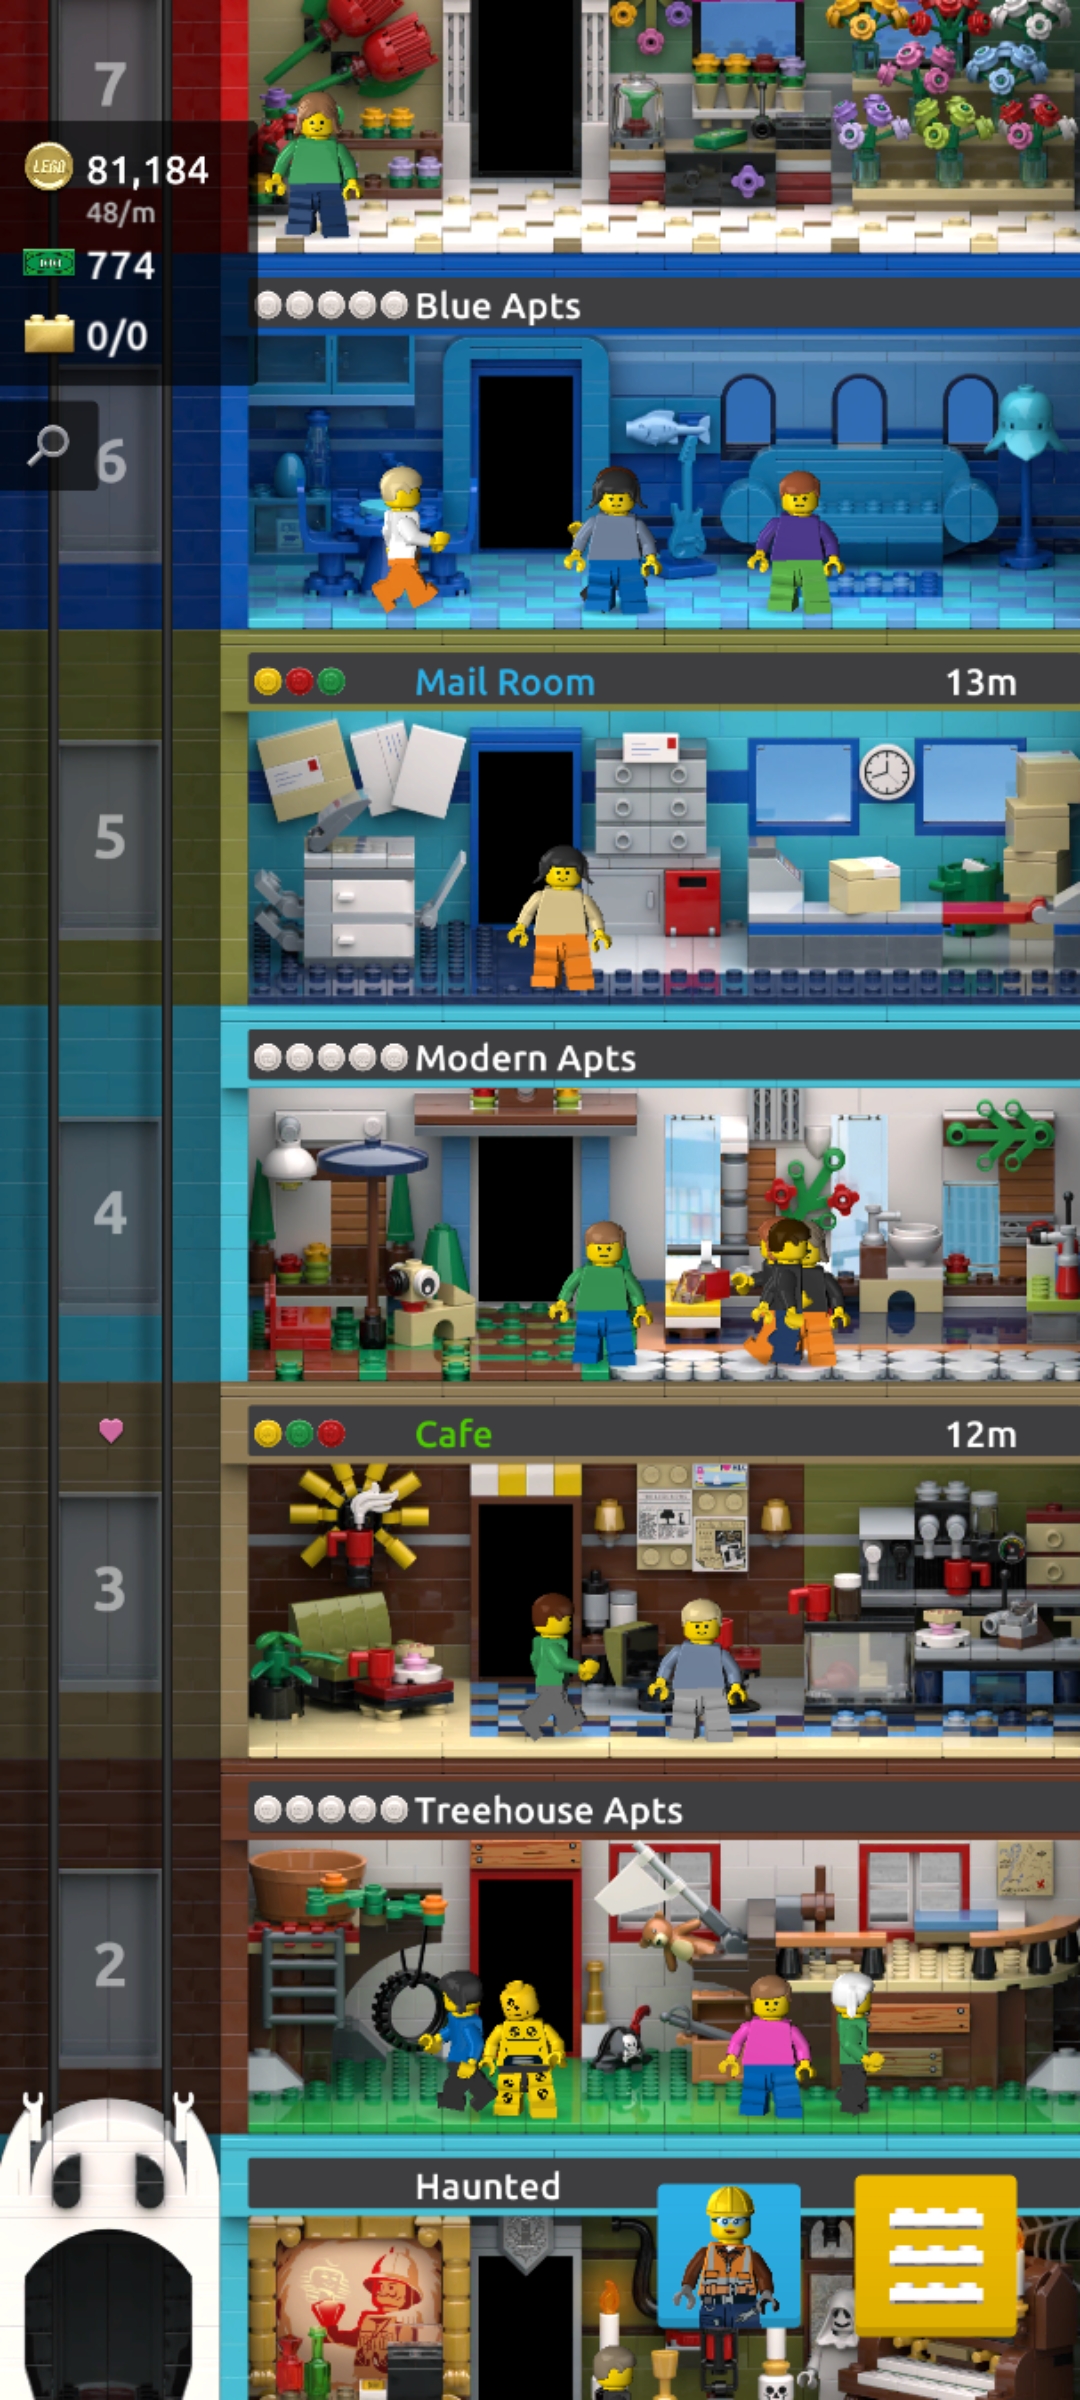 7
LEGO
81,184
48/m
774
0/0
Blue Apts
6
Mail Room
13m
5
Modern Apts
4
Cafe
12m
3
Treehouse Apts
2
Haunted